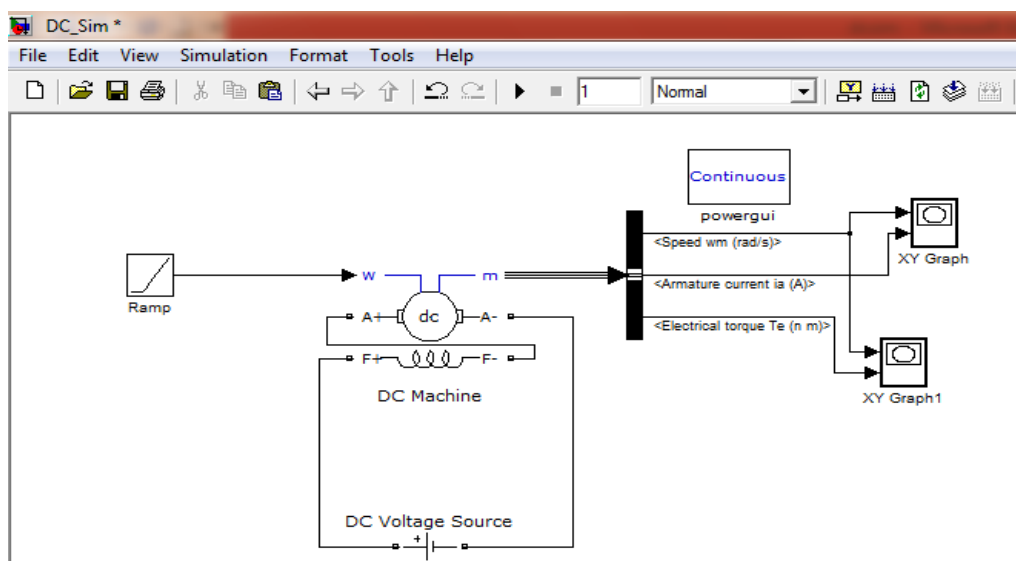 DC_Sim *
File Edit View Simulation Format Tools Help
1 Normal
Continuous
powergui
<Speed wm (rad/s)>
XY Graph
w
m
<Armature current ia (A)>
Ramp
A+ dc A-
<Electrical torque Te (n m)>
F+ F-
DC Machine
XY Graph1
DC Voltage Source
+